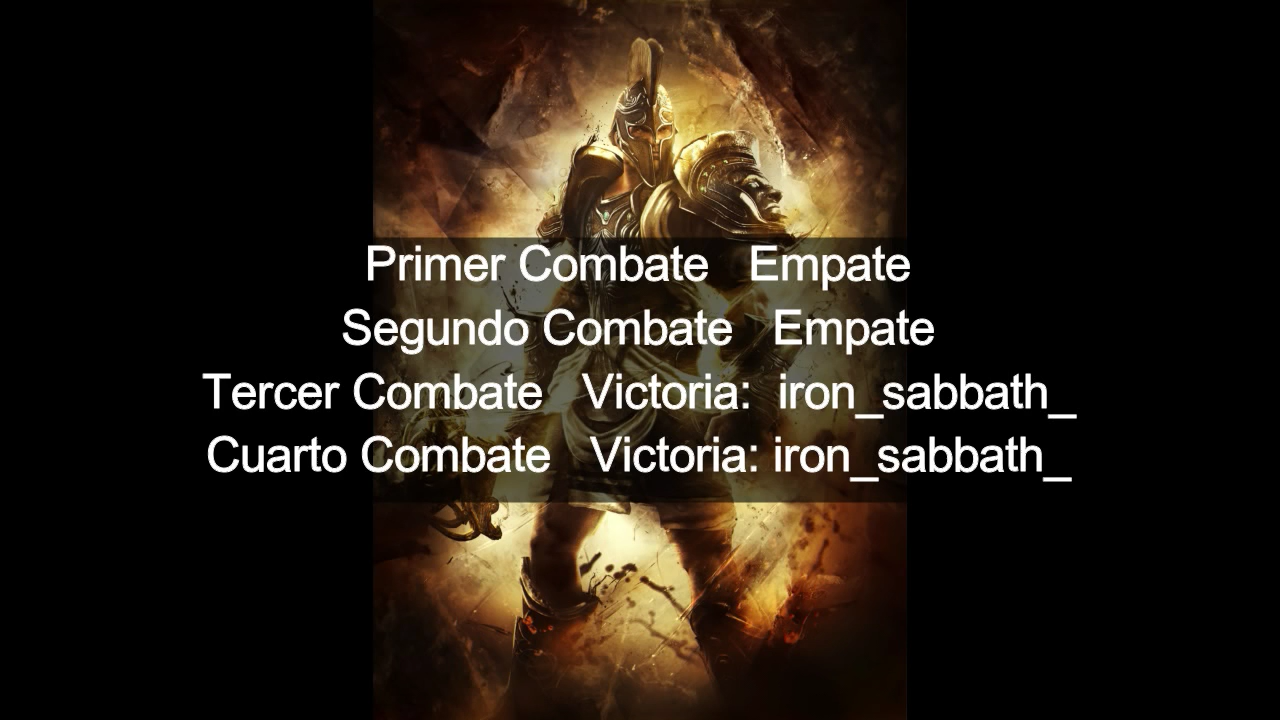 Primer Combate Empate
Segundo Combate Empate
Tercer Combate Victoria: iron_sabbath_
Cuarto Combate Victoria: iron_sabbath_